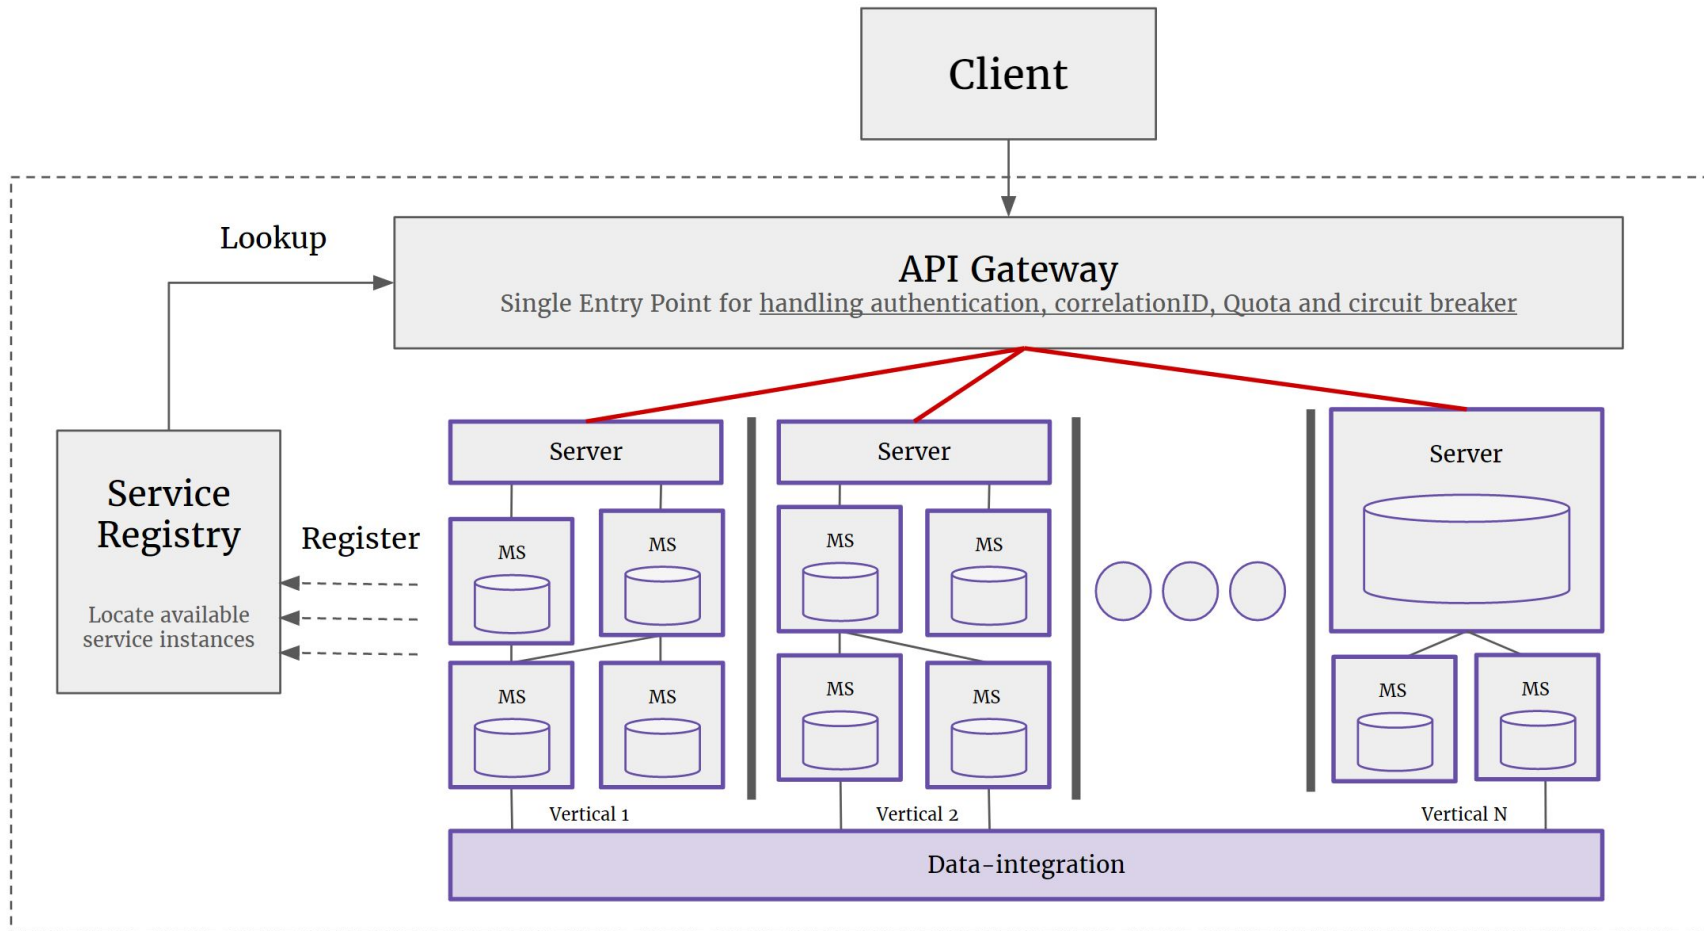 Client
Lookup
API Gateway
Single Entry Point for handling authentication, correlationID, Quota and circuit breaker
Server
Server
Server
Service
Registry
Locate available
service instances
Register
MS
MS
MS
MS
MS
MS
MS
MS
MS
MS
Vertical 1
Vertical 2
Vertical N
Data-integration